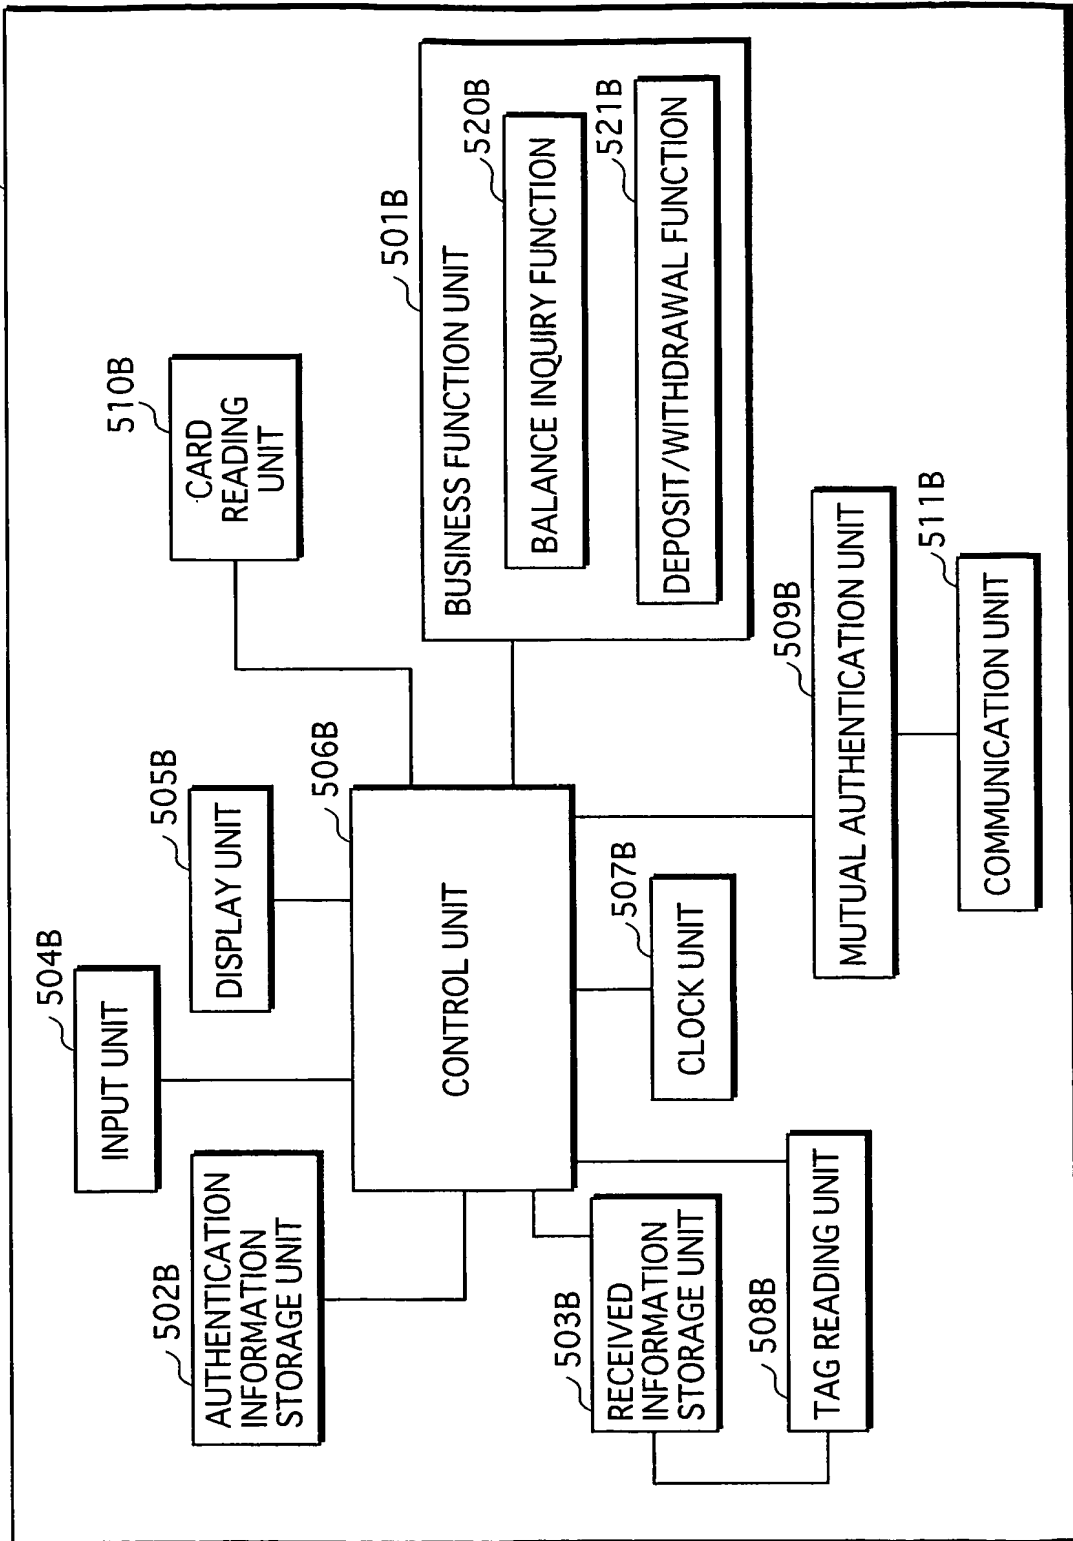 504B
INPUT UNIT
505B
DISPLAY UNIT
510B
CARD
READING
UNIT
502B
AUTHENTICATION
INFORMATION
STORAGE UNIT
506B
CONTROL UNIT
501B
BUSINESS FUNCTION UNIT
520B
BALANCE INQUIRY FUNCTION
521B
DEPOSIT/WITHDRAWAL FUNCTION
503B
RECEIVED
INFORMATION
STORAGE UNIT
507B
CLOCK UNIT
508B
TAG READING UNIT
509B
MUTUAL AUTHENTICATION UNIT
511B
COMMUNICATION UNIT